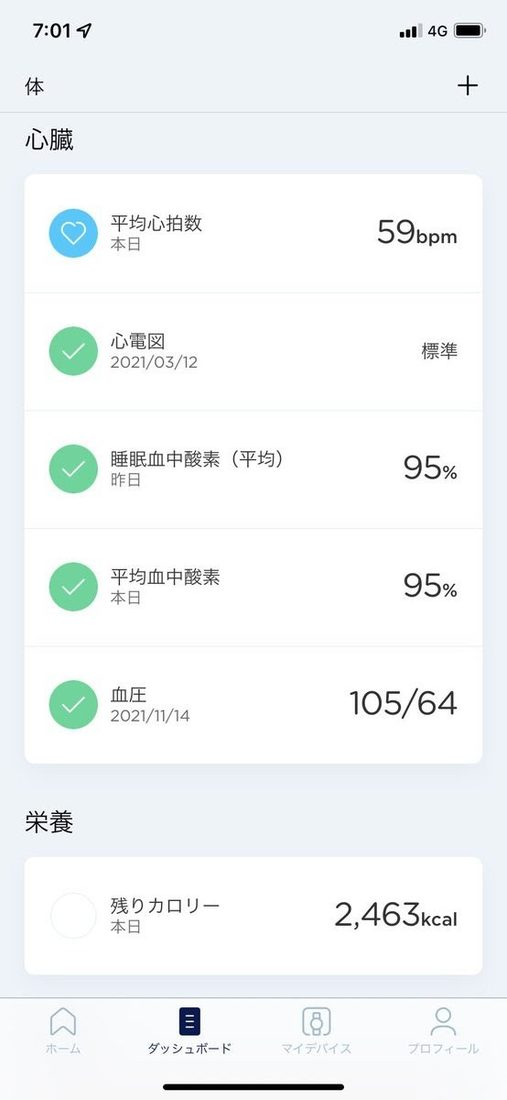 7:01
4G
体
心臓
平均心拍数
本日
59bpm
心電図
2021/03/12
標準
睡眠血中酸素（平均）
昨日
95%
平均血中酸素
本日
95%
血圧
2021/11/14
105/64
栄養
残りカロリー
本日
2,463kcal
ホーム
ダッシュボード
マイデバイス
プロフィール